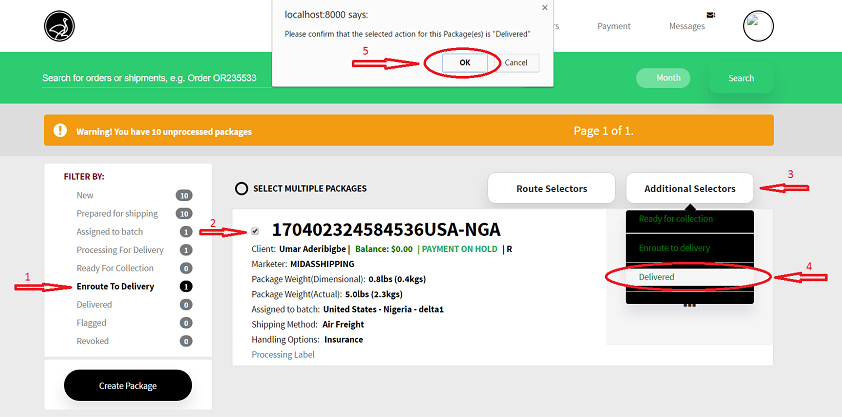 localhost:8000 says:
Please confirm that the selected action for this Package(es) is "Delivered"
5
OK
Cancel
rs
Payment
Messages
Search for orders or shipments, e.g. Order OR235533
Month
Search
Warning! You have 10 unprocessed packages
Page 1 of 1.
FILTER BY:
New 10
Prepared for shipping 10
Assigned to batch 1
Processing For Delivery 1
Ready For Collection 0
1
Enroute To Delivery 1
Delivered 0
Flagged 0
Revoked 0
Create Package
SELECT MULTIPLE PACKAGES
Route Selectors
Additional Selectors
3
2
170402324584536USA-NGA
Client: Umar Aderibigbe | Balance: $0.00 | PAYMENT ON HOLD | R
Marketer: MIDASSHIPPING
Package Weight(Dimensional): 0.8lbs (0.4kgs)
Package Weight(Actual): 5.0lbs (2.3kgs)
Assigned to batch: United States - Nigeria - delta1
Shipping Method: Air Freight
Handling Options: Insurance
Processing Label
Ready for collection
Enroute to delivery
Delivered
4